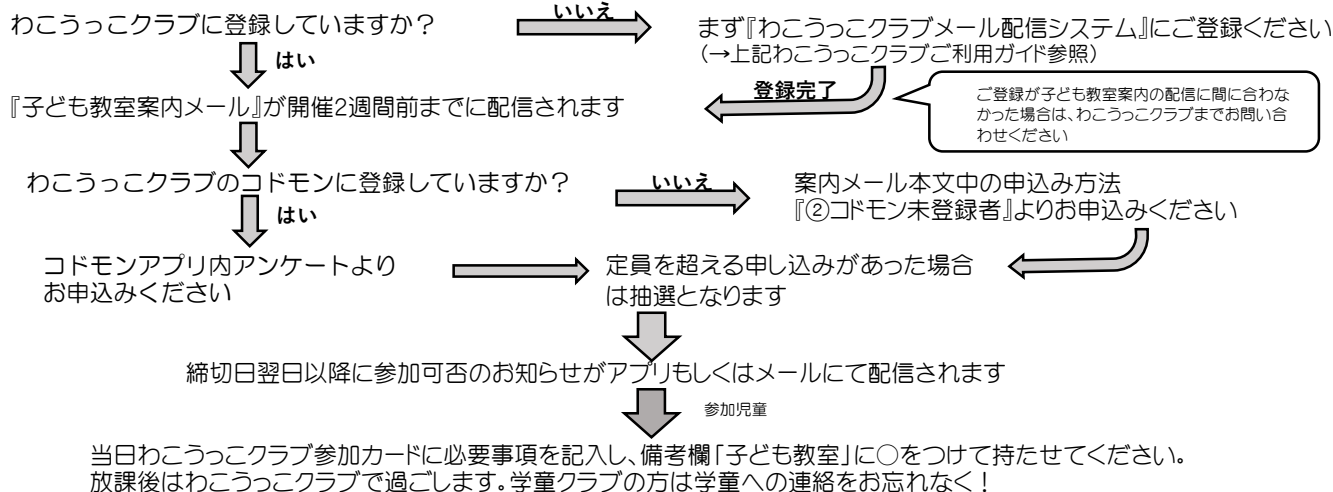 わこうっこクラブに登録していますか？
いいえ
まず『わこうっこクラブメール配信システム』にご登録ください
（→上記わこうっこクラブご利用ガイド参照）
はい
登録完了
ご登録が子ども教室案内の配信に間に合わな
かった場合は、わこうっこクラブまでお問い合
わせください
『子ども教室案内メール』が開催2週間前までに配信されます
わこうっこクラブのコドモンに登録していますか？
いいえ
案内メール本文中の申込み方法
『②コドモン未登録者』よりお申込みください
はい
コドモンアプリ内アンケートより
お申込みください
定員を超える申し込みがあった場合
は抽選となります
締切日翌日以降に参加可否のお知らせがアプリもしくはメールにて配信されます
参加児童
当日わこうっこクラブ参加カードに必要事項を記入し、備考欄「子ども教室」に○をつけて持たせてください。
放課後はわこうっこクラブで過ごします。学童クラブの方は学童への連絡をお忘れなく！